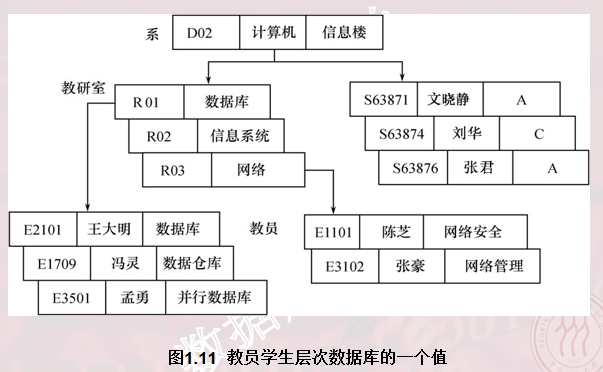 系 D02 计算机 信息楼
教研室 R01 数据库
R02 信息系统
R03 网络
S63871 文晓静 A
S63874 刘华 C
S63876 张君 A
教员
E2101 王大明 数据库
E1709 冯灵 数据仓库
E3501 孟勇 并行数据库
E1101 陈芝 网络安全
E3102 张豪 网络管理
图1.11 教员学生层次数据库的一个值